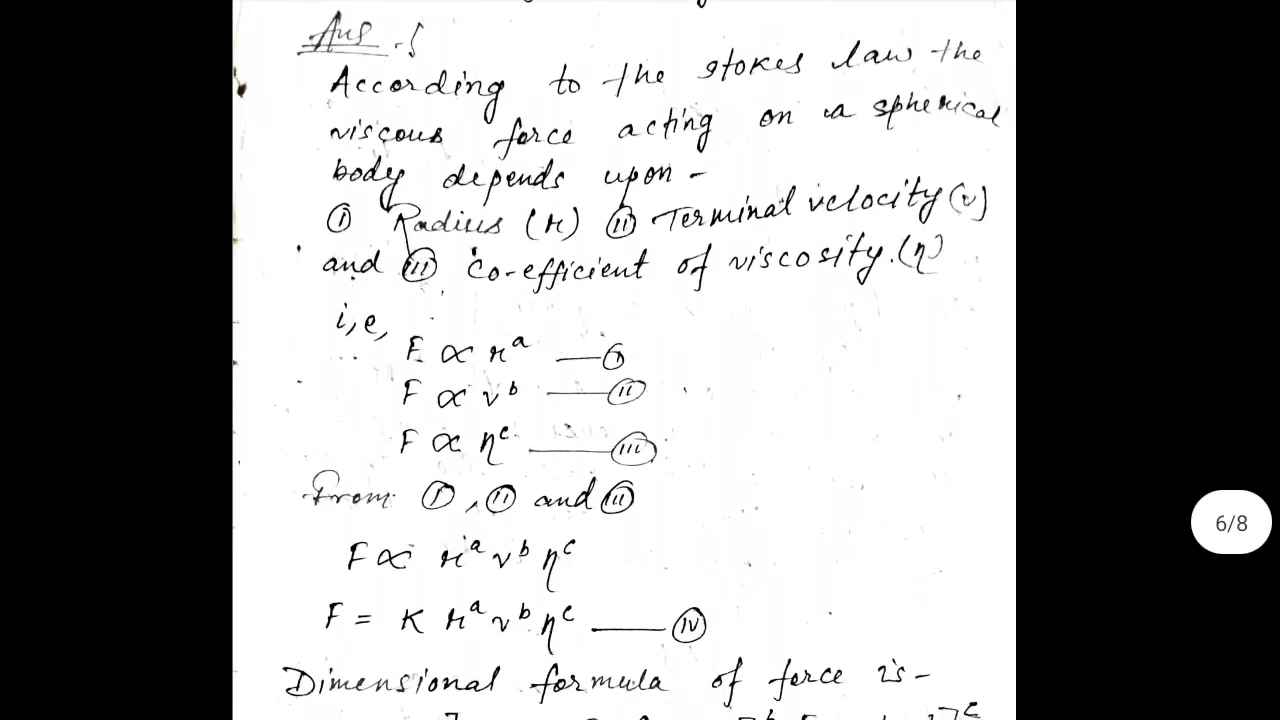 Ans -:
According to the stokes law the
viscous force acting on a spherical
body depends upon -
(I) Radius (r) (II) Terminal velocity (v)
and (III) co-efficient of viscosity. (η)
i,e,
F ∝ r^a —— (I)
F ∝ v^b —— (II)
F ∝ η^c —— (III)
From (I), (II) and (III)
F ∝ r^a v^b η^c
F = K r^a v^b η^c —— (IV)
Dimensional formula of force is -
6/8